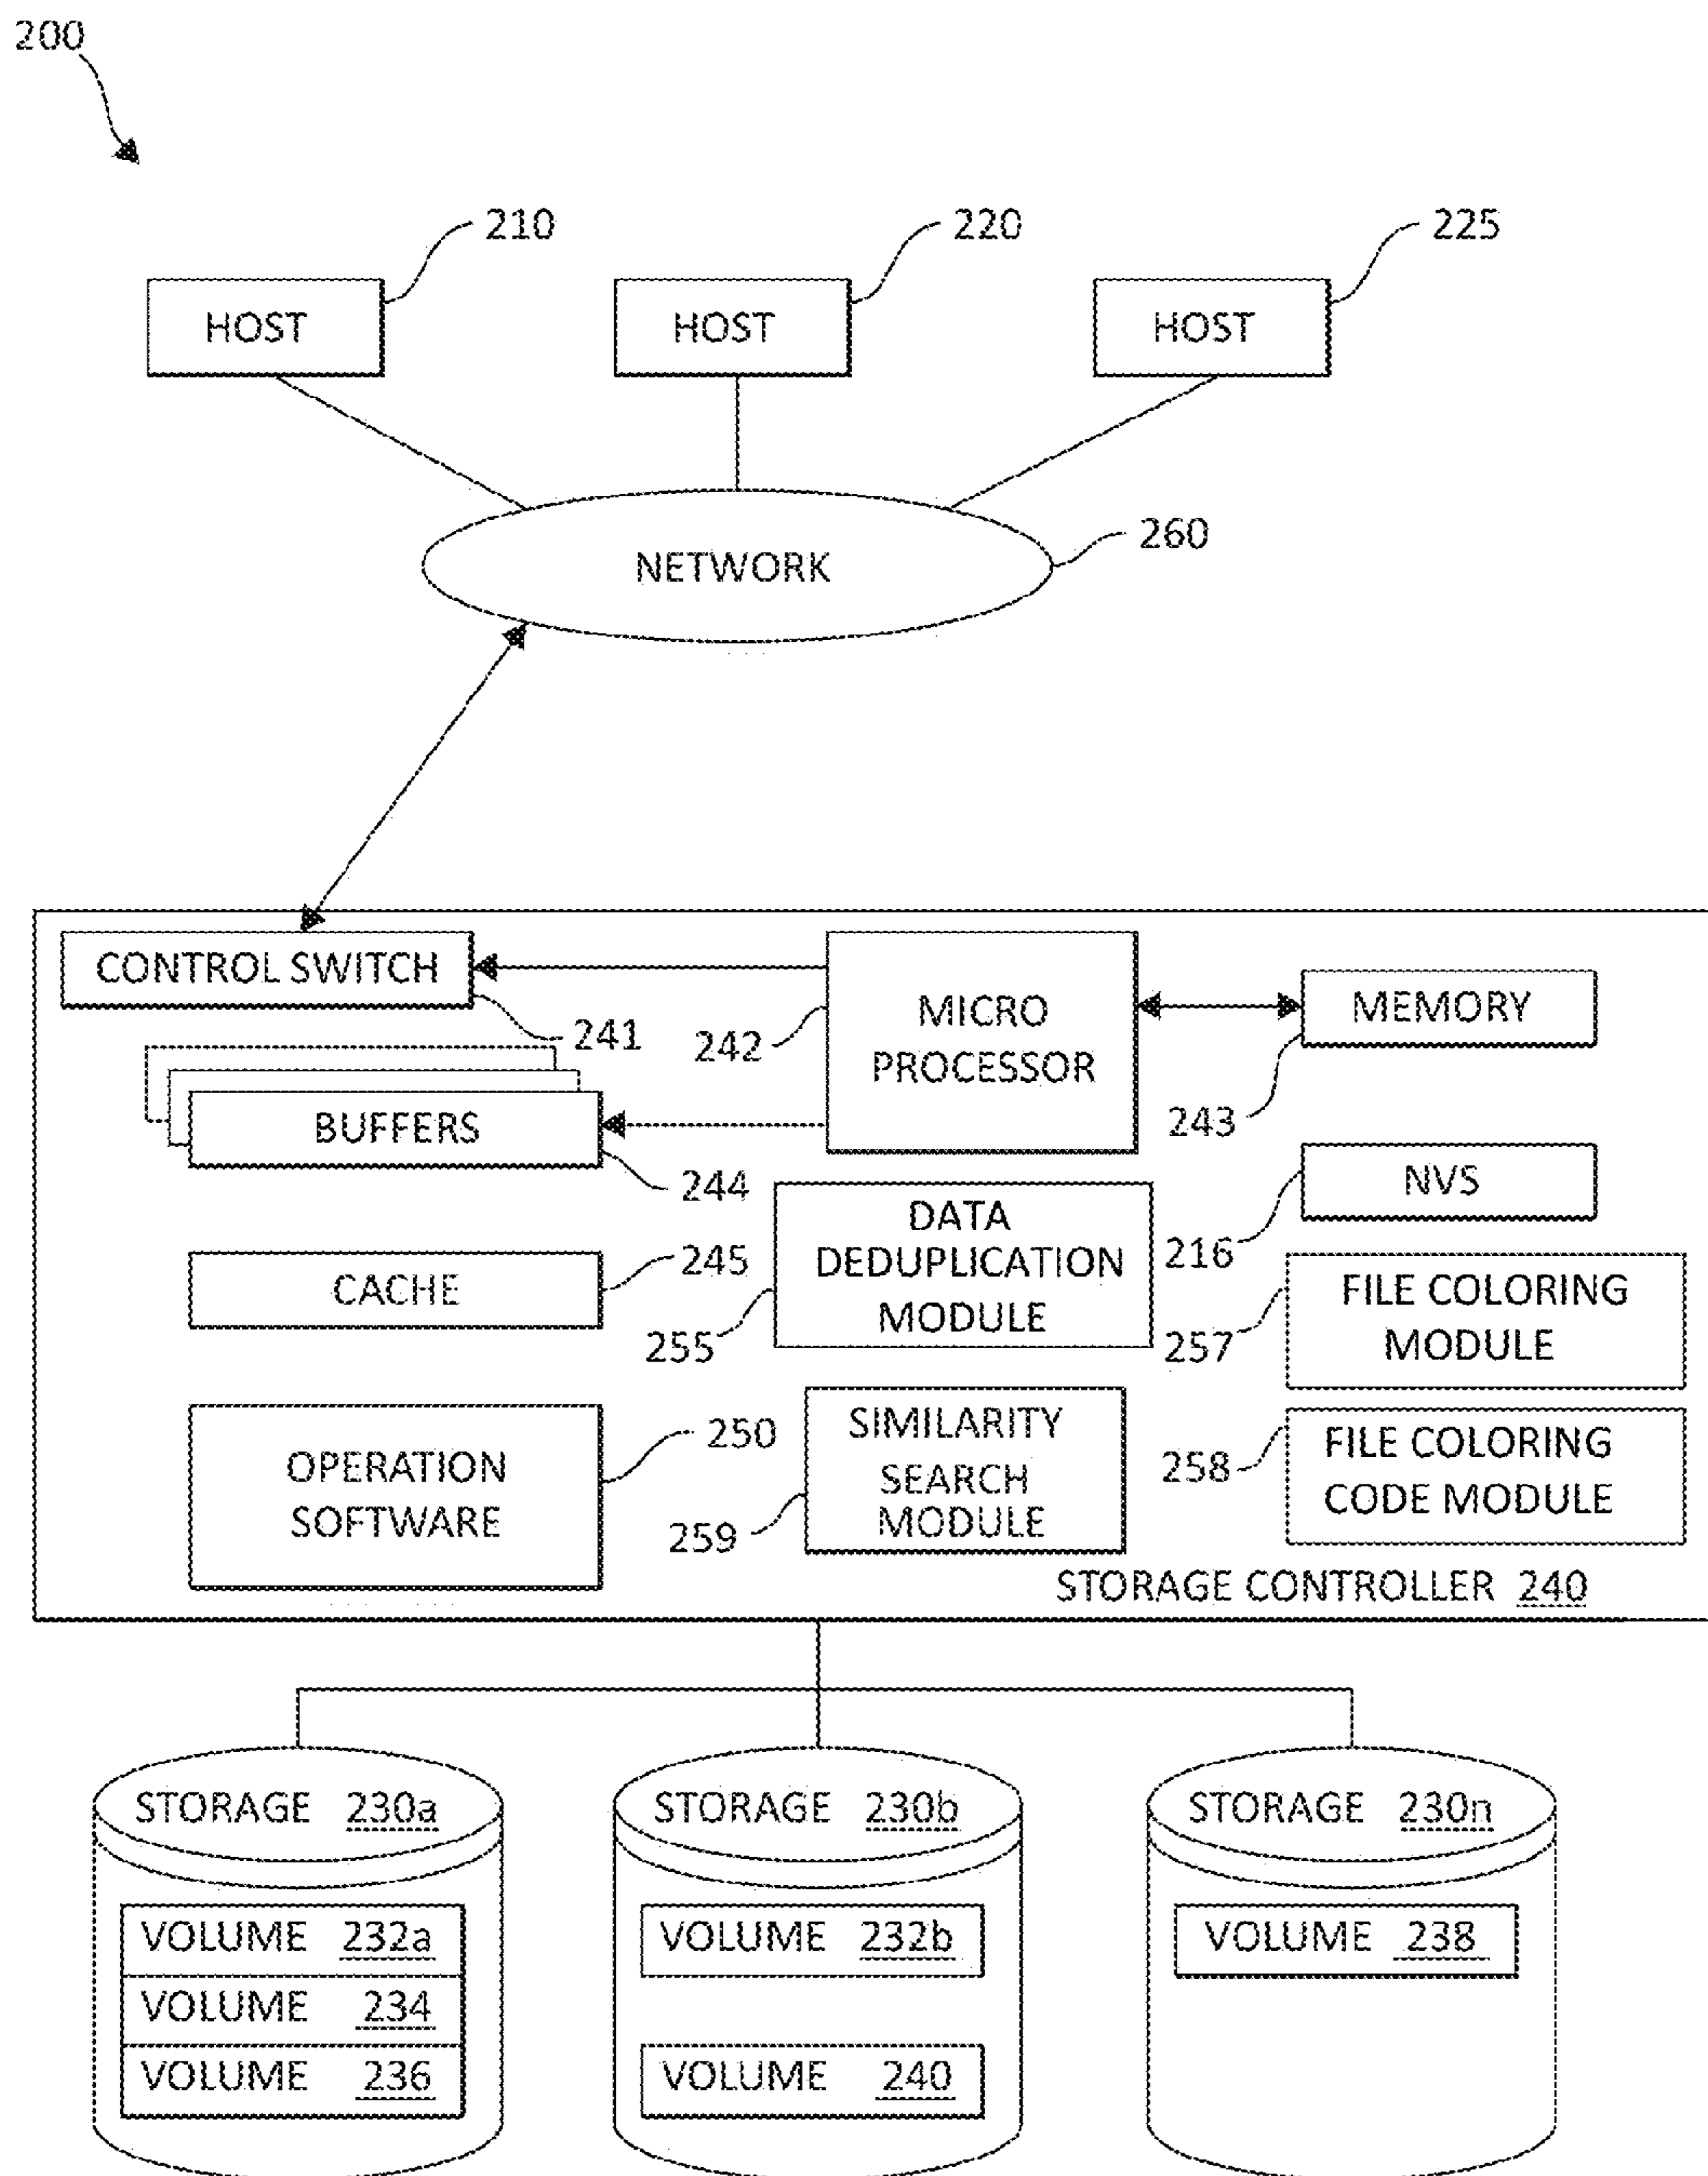 200
210
220
225
HOST
HOST
HOST
260
NETWORK
CONTROL SWITCH
241
242
MICRO
PROCESSOR
MEMORY
243
BUFFERS
244
NVS
216
DATA
DEDUPLICATION
MODULE
255
CACHE
245
FILE COLORING
MODULE
257
OPERATION
SOFTWARE
250
SIMILARITY
SEARCH
MODULE
259
FILE COLORING
CODE MODULE
258
STORAGE CONTROLLER 240
STORAGE 230a
VOLUME 232a
VOLUME 234
VOLUME 236
STORAGE 230b
VOLUME 232b
VOLUME 240
STORAGE 230n
VOLUME 238